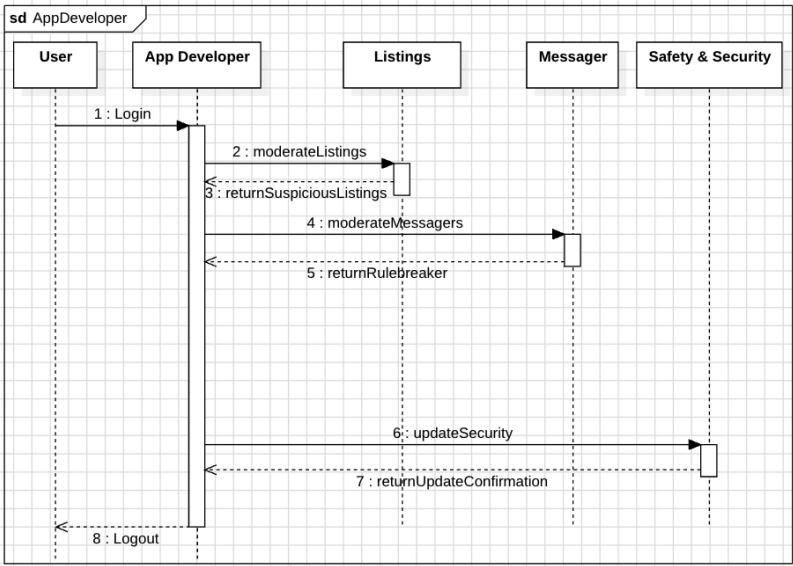 sd AppDeveloper
User
App Developer
Listings
Messager
Safety & Security
1 : Login
2 : moderateListings
3 : returnSuspiciousListings
4 : moderateMessagers
5 : returnRulebreaker
6 : updateSecurity
7 : returnUpdateConfirmation
8 : Logout